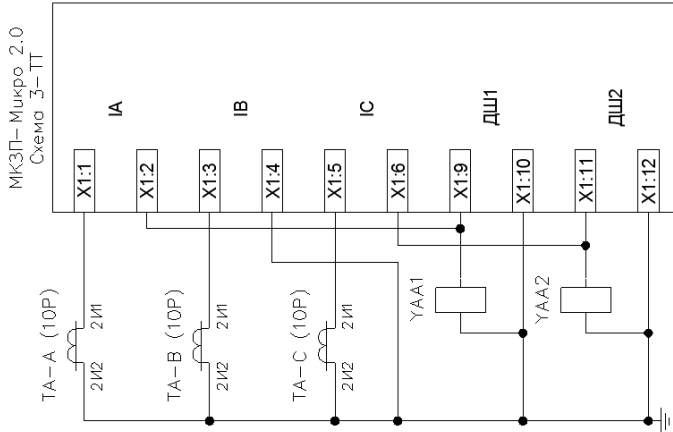 МКЗП-Микро 2.0
Схема 3-ТТ
IA
IB
IC
ДШ1
ДШ2
X1:1
X1:2
X1:3
X1:4
X1:5
X1:6
X1:9
X1:10
X1:11
X1:12
TA-A (10P)
2И1
2И2
TA-B (10P)
2И1
2И2
TA-C (10P)
2И1
2И2
YAA1
YAA2